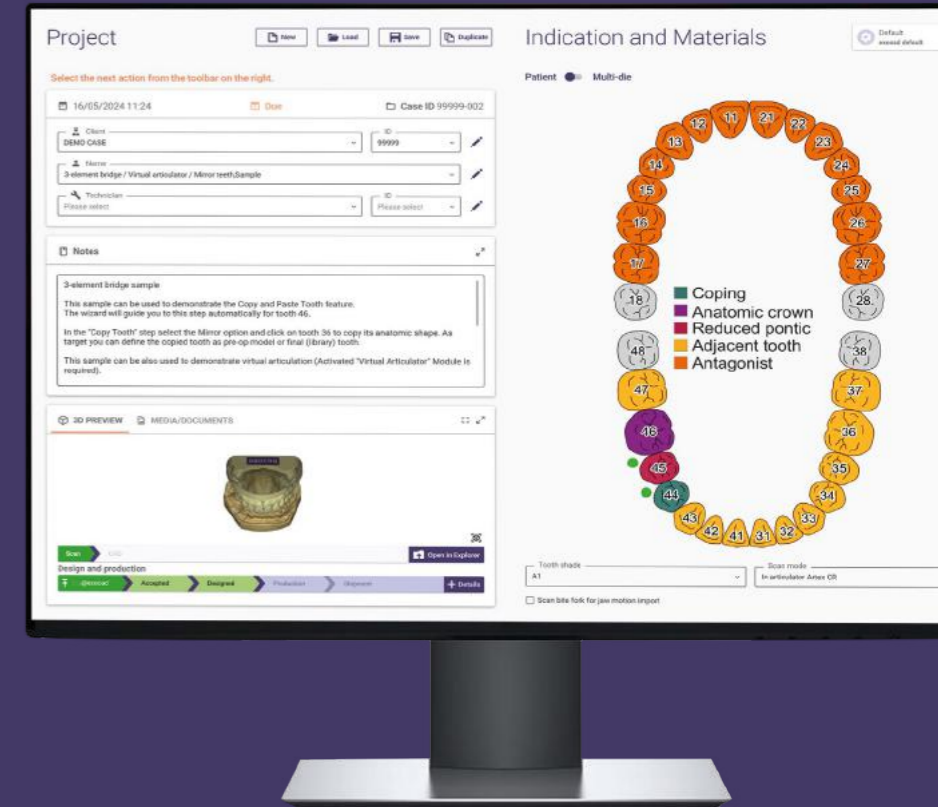 Project
New
Load
Save
Duplicate
Select the next action from the toolbar on the right.
16/05/2024 11:24
Due
Case ID 99999-002
Client
DEMO CASE
ID
99999
Name
3-element bridge / Virtual articulator / Mirror teeth,Sample
Technician
Please select
ID
Please select
Notes
3-element bridge sample
This sample can be used to demonstrate the Copy and Paste Tooth feature.
The wizard will guide you to this step automatically for tooth 46.
In the "Copy Tooth" step select the Mirror option and click on tooth 36 to copy its anatomic shape. As
target you can define the copied tooth as pre-op model or final (library) tooth.
This sample can be also used to demonstrate virtual articulation (Activated "Virtual Articulator" Module is
required).
3D PREVIEW
MEDIA/DOCUMENTS
Scan
Open in Explorer
Design and production
Accepted
Designed
Production
Shipment
+ Details
Indication and Materials
Default
Patient
Multi-die
11
21
12
22
13
23
14
24
15
25
16
26
17
27
18
28
Coping
Anatomic crown
Reduced pontic
Adjacent tooth
Antagonist
48
38
47
37
46
36
45
35
44
34
43
33
42
41
31
32
Tooth shade
A1
Scan mode
In articulator Artex CR
Scan bite fork for jaw motion import